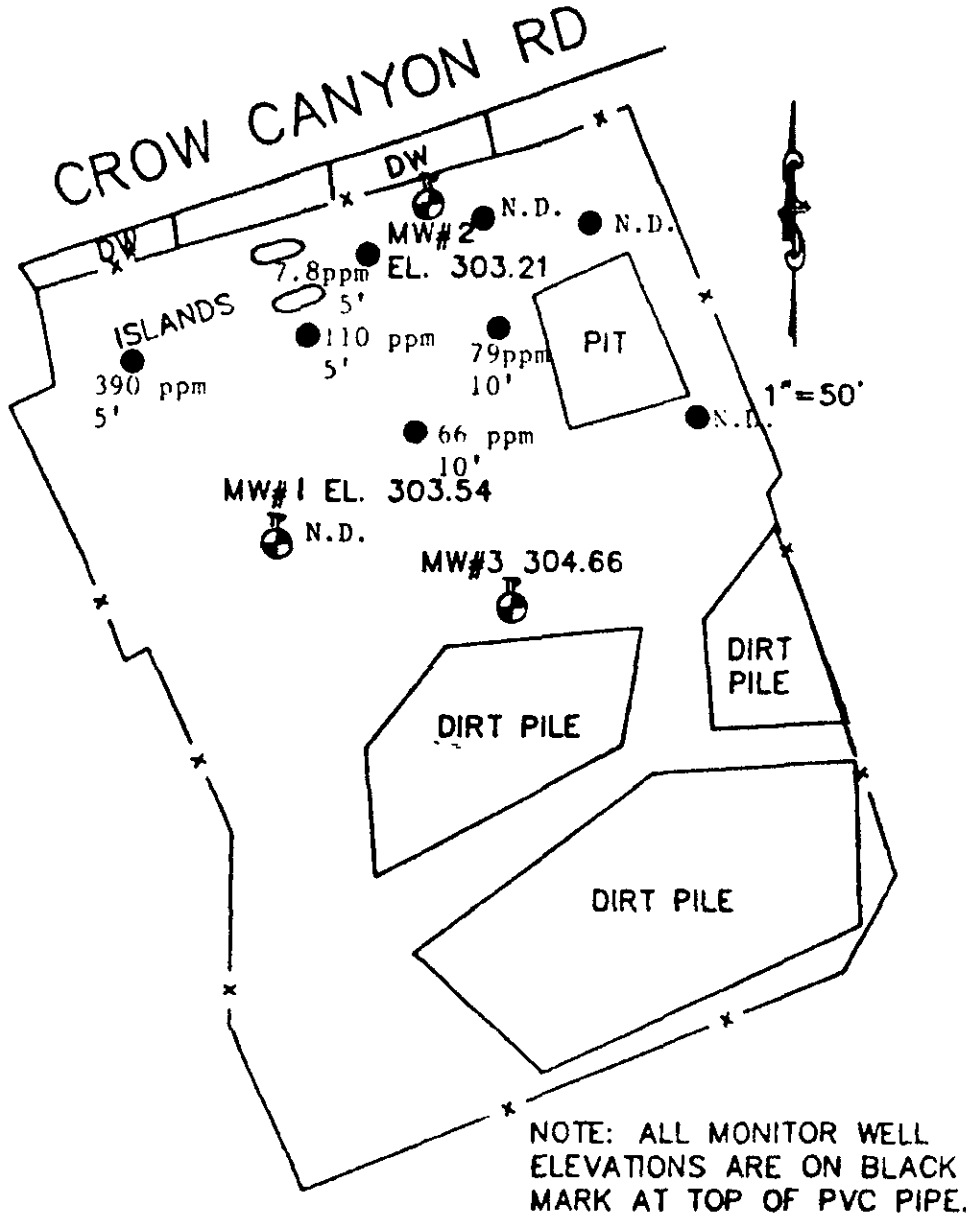 CROW CANYON RD
DW
DW
N.D.
N.D.
MW#2
EL. 303.21
7.8ppm
5'
ISLANDS
110 ppm
5'
79ppm
10'
PIT
390 ppm
5'
1"=50'
N.D.
66 ppm
10'
MW#1 EL. 303.54
N.D.
MW#3 304.66
DIRT
PILE
DIRT PILE
DIRT PILE
NOTE: ALL MONITOR WELL
ELEVATIONS ARE ON BLACK
MARK AT TOP OF PVC PIPE.